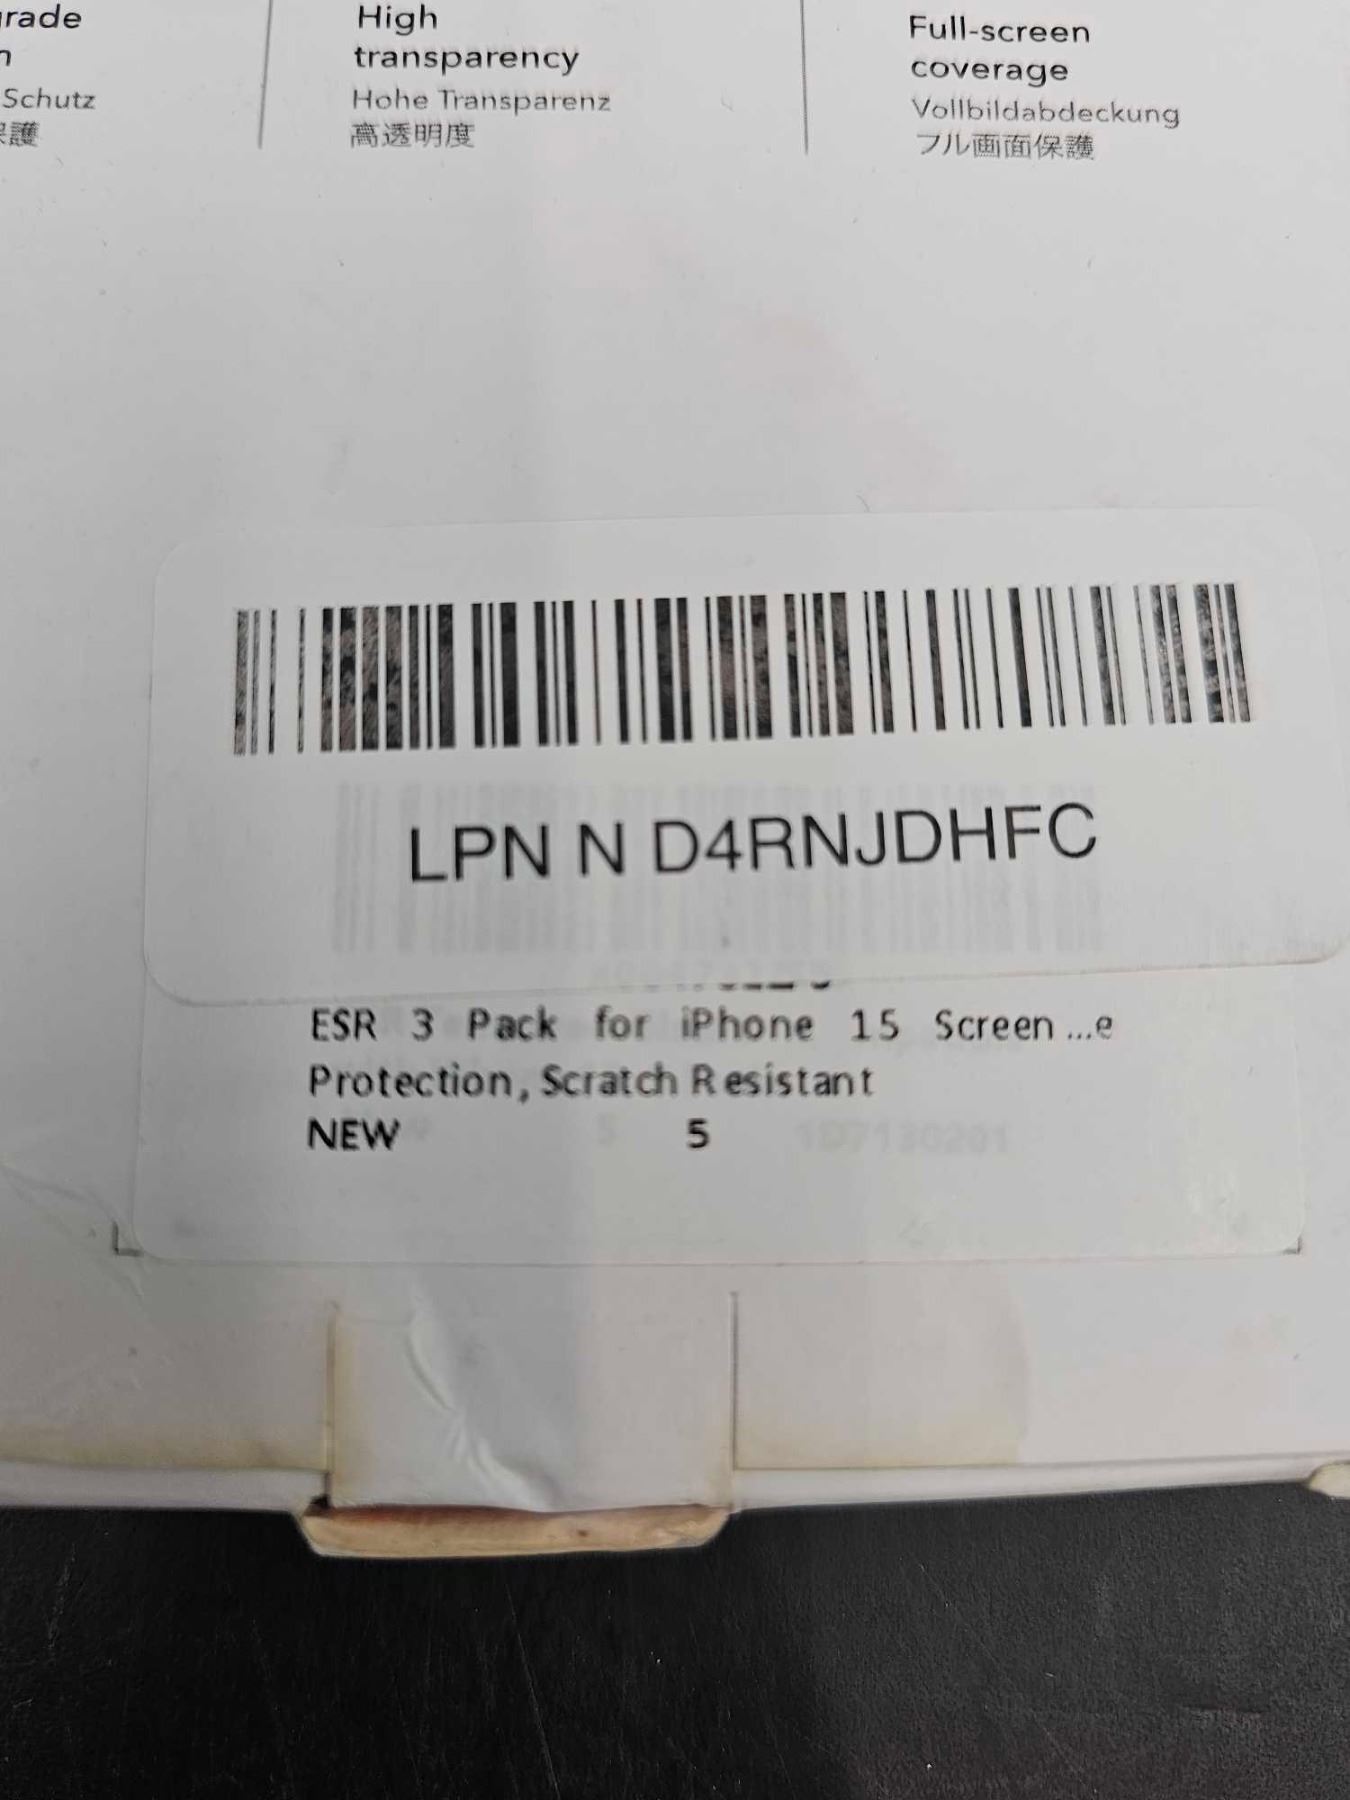 High
transparency
Hohe Transparenz
高透明度
Full-screen
coverage
Vollbildabdeckung
フル画面保護
Schutz
LPN N D4RNJDHFC
ESR 3 Pack for iPhone 15 Screen ...e
Protection, Scratch Resistant
NEW 5